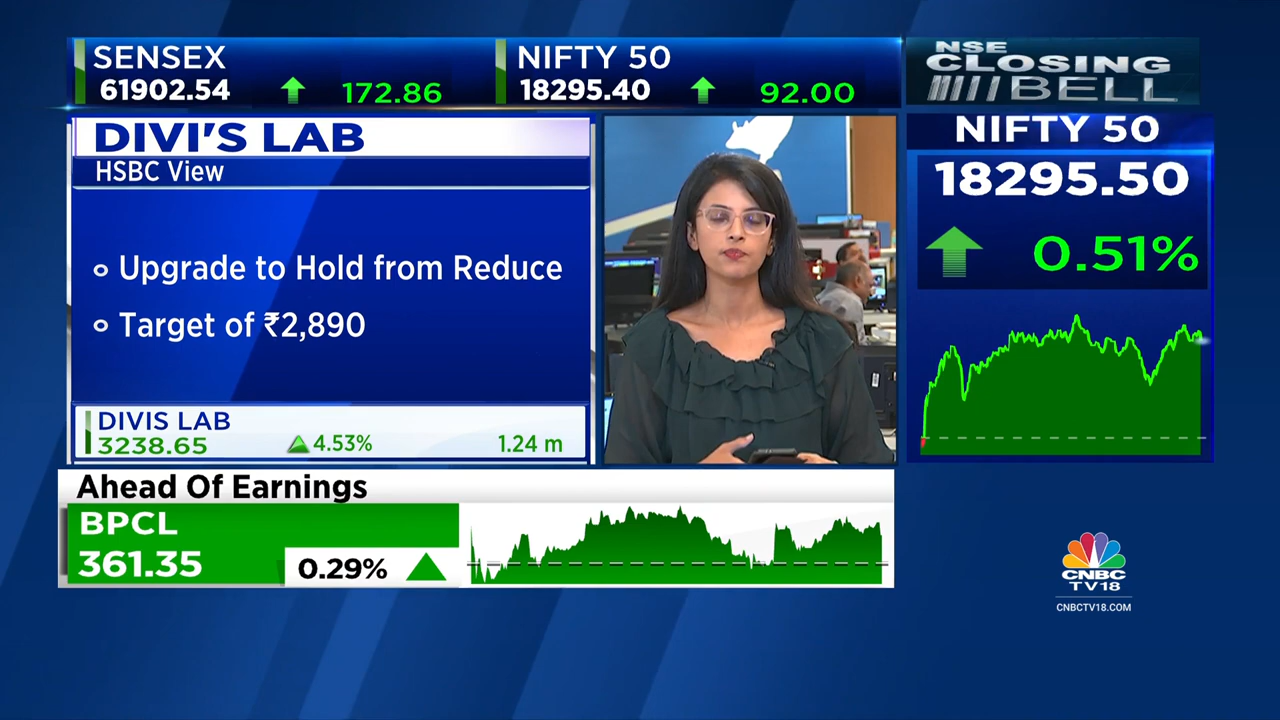 SENSEX
61902.54 172.86
NIFTY 50
18295.40 92.00
NSE
CLOSING
BELL
DIVI'S LAB
HSBC View
Upgrade to Hold from Reduce
Target of ₹2,890
DIVIS LAB
3238.65 4.53% 1.24 m
NIFTY 50
18295.50
0.51%
Ahead Of Earnings
BPCL
361.35 0.29%
CNBC
TV18
CNBCTV18.COM